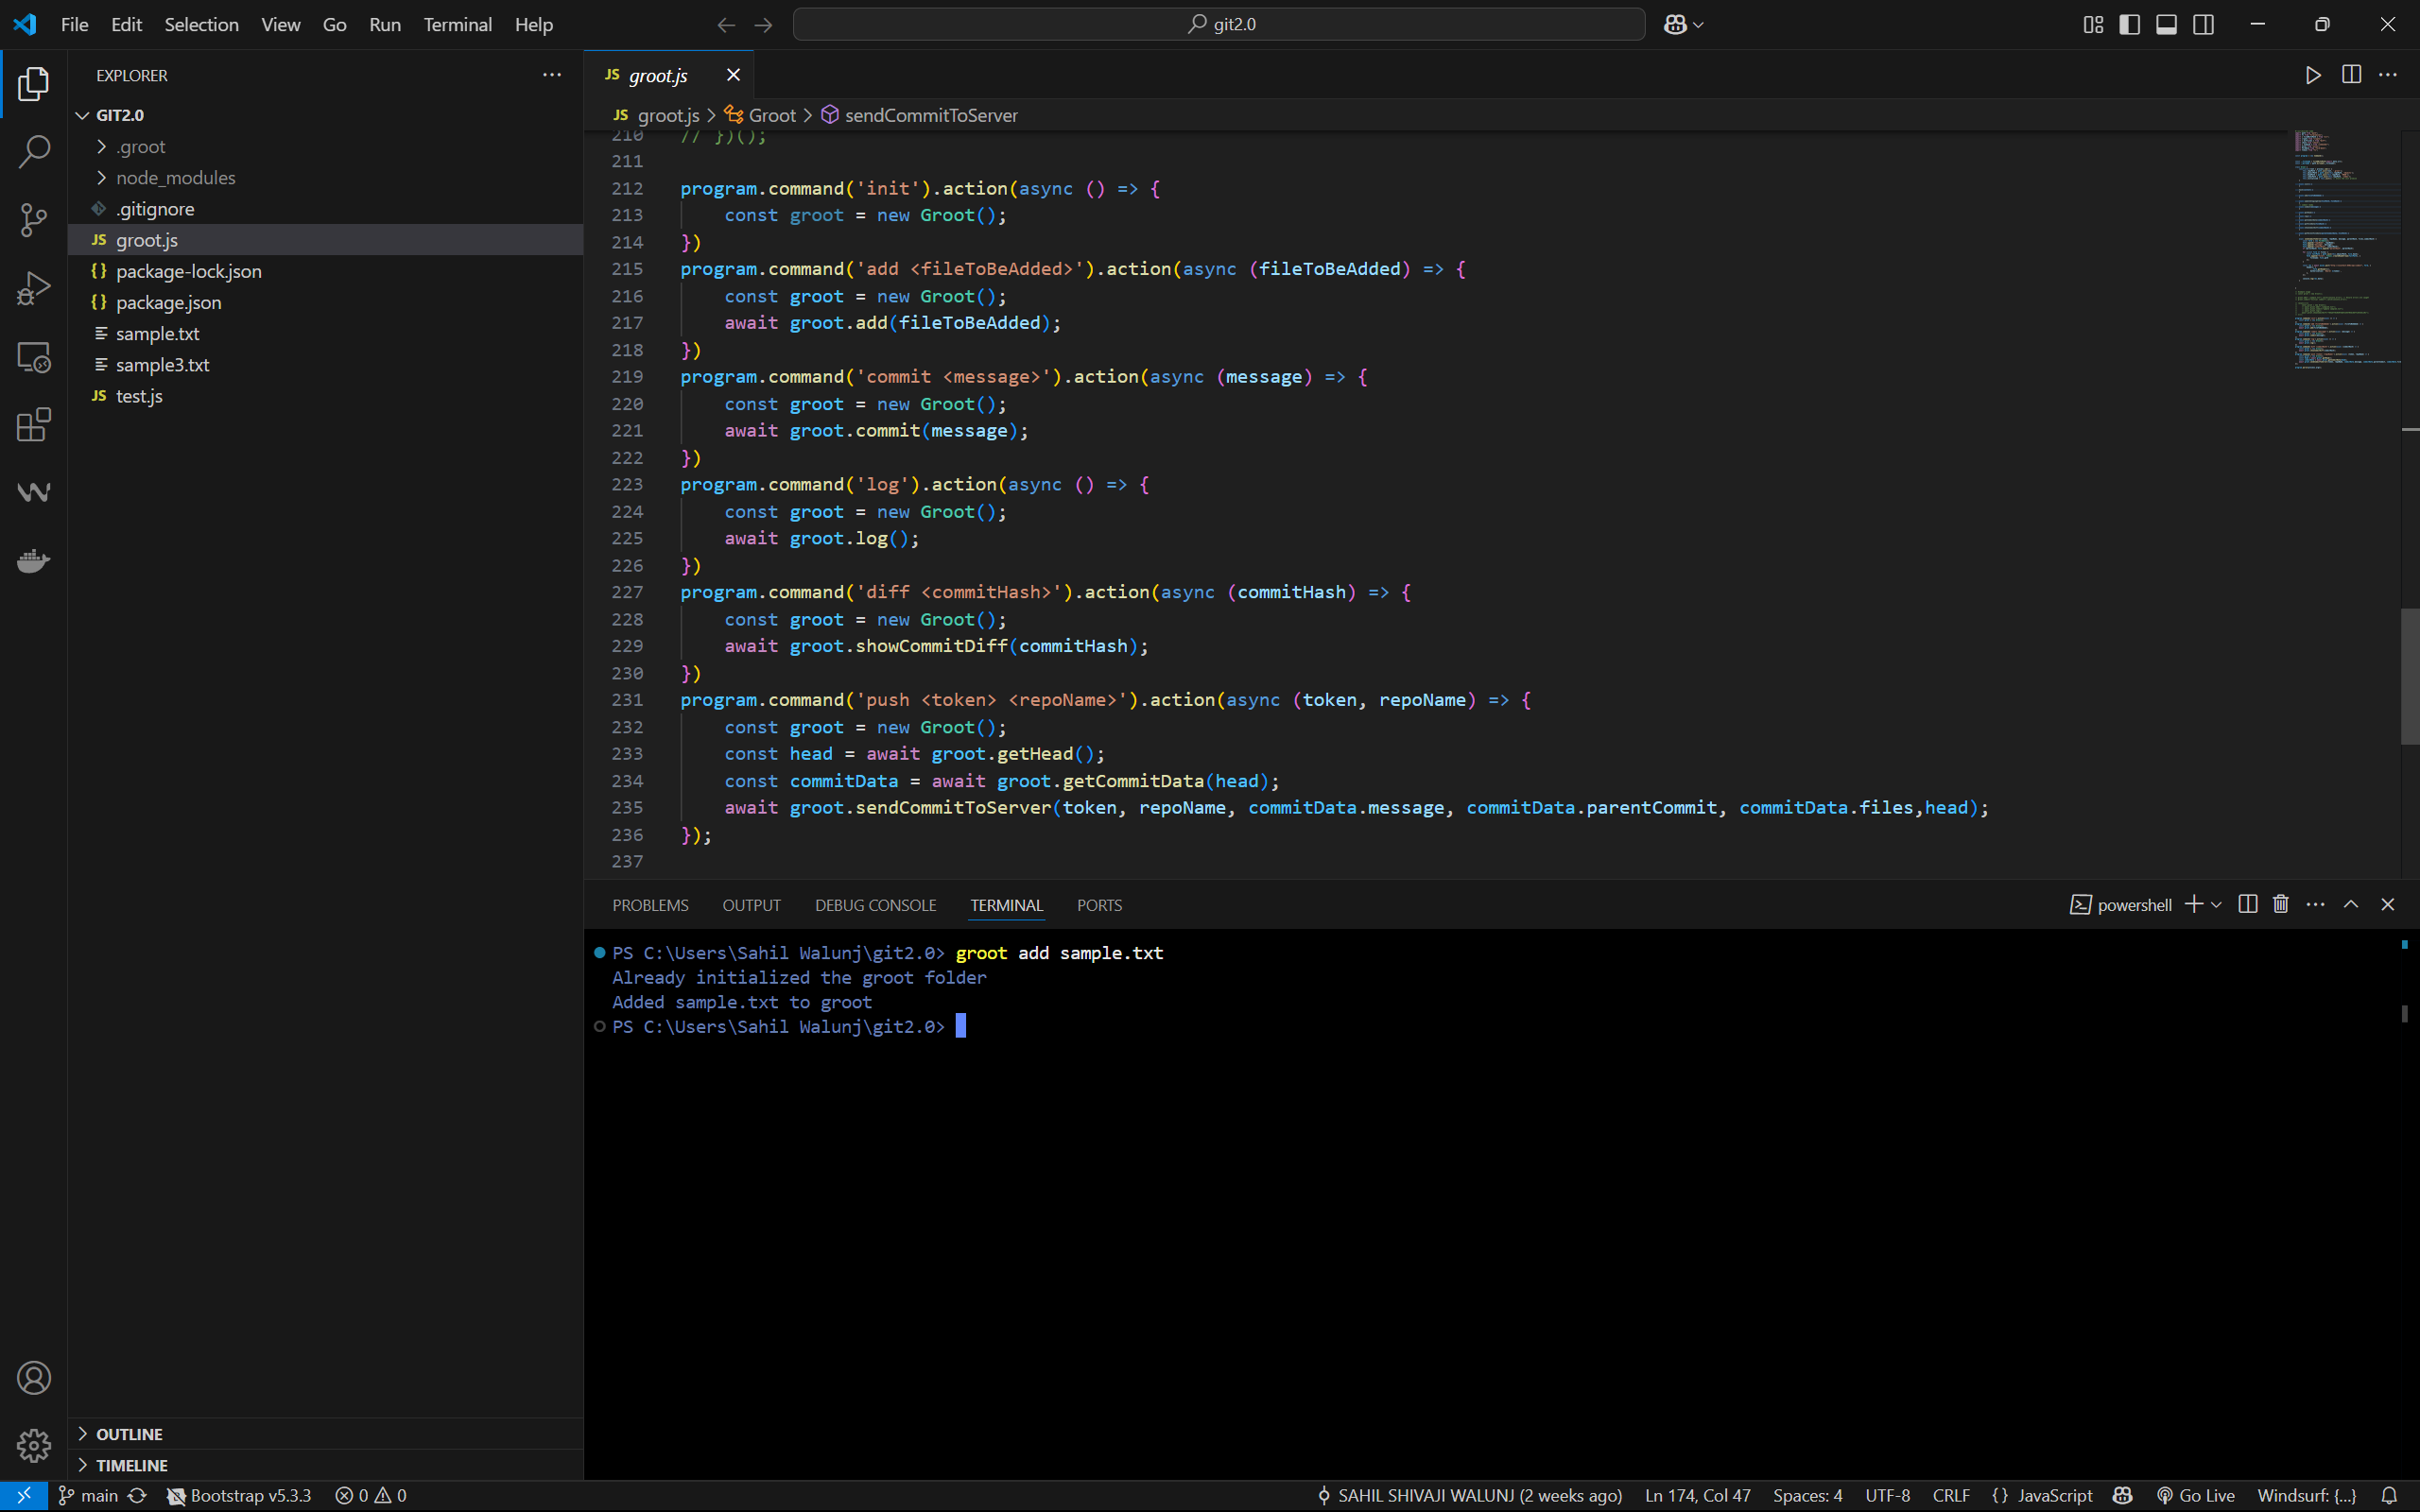 File Edit Selection View Go Run Terminal Help
git2.0
EXPLORER
GIT2.0
.groot
node_modules
.gitignore
JS groot.js
{} package-lock.json
{} package.json
sample.txt
sample3.txt
JS test.js
OUTLINE
TIMELINE
JS groot.js
JS groot.js > Groot > sendCommitToServer
210 // })();
211
212 program.command('init').action(async () => {
213 const groot = new Groot();
214 })
215 program.command('add <fileToBeAdded>').action(async (fileToBeAdded) => {
216 const groot = new Groot();
217 await groot.add(fileToBeAdded);
218 })
219 program.command('commit <message>').action(async (message) => {
220 const groot = new Groot();
221 await groot.commit(message);
222 })
223 program.command('log').action(async () => {
224 const groot = new Groot();
225 await groot.log();
226 })
227 program.command('diff <commitHash>').action(async (commitHash) => {
228 const groot = new Groot();
229 await groot.showCommitDiff(commitHash);
230 })
231 program.command('push <token> <repoName>').action(async (token, repoName) => {
232 const groot = new Groot();
233 const head = await groot.getHead();
234 const commitData = await groot.getCommitData(head);
235 await groot.sendCommitToServer(token, repoName, commitData.message, commitData.parentCommit, commitData.files,head);
236 });
237
PROBLEMS OUTPUT DEBUG CONSOLE TERMINAL PORTS
powershell
PS C:\Users\Sahil Walunj\git2.0> groot add sample.txt
Already initialized the groot folder
Added sample.txt to groot
PS C:\Users\Sahil Walunj\git2.0>
main Bootstrap v5.3.3 0 0 SAHIL SHIVAJI WALUNJ (2 weeks ago) Ln 174, Col 47 Spaces: 4 UTF-8 CRLF {} JavaScript Go Live Windsurf: {...}